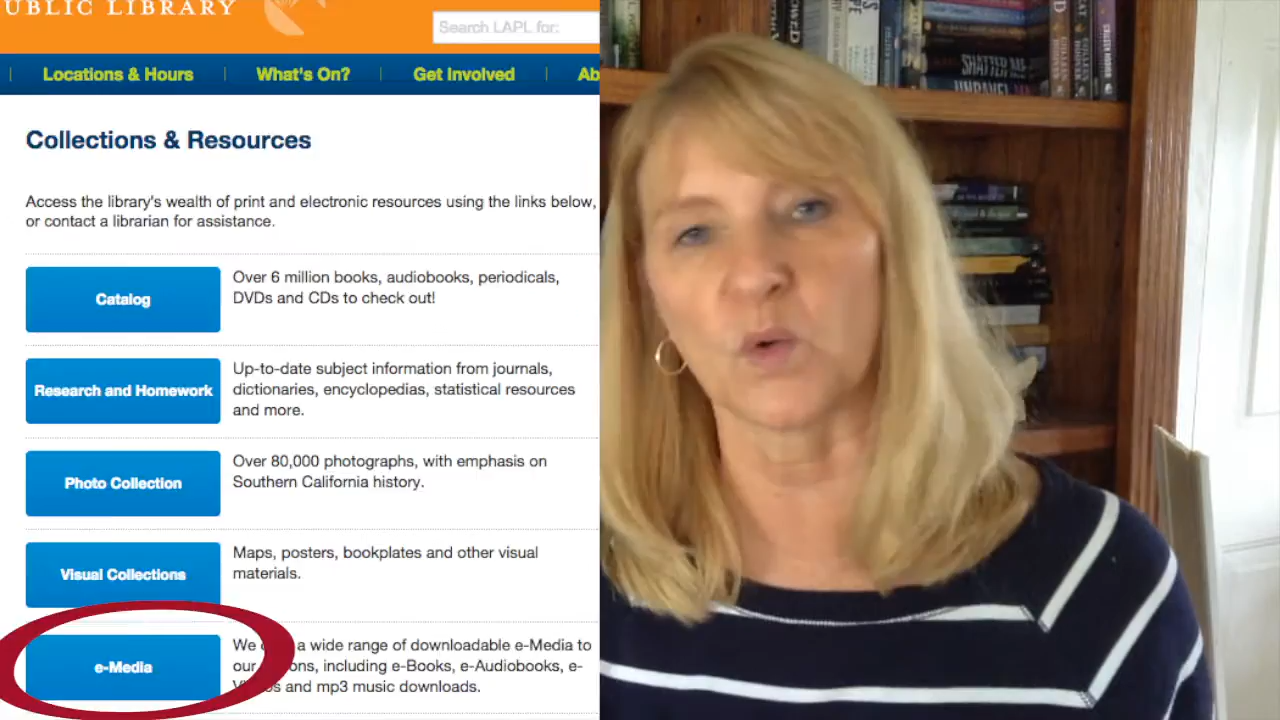 UBLIC LIBRARY
Search LAPL for:
Locations & Hours
What's On?
Get Involved
Ab
Collections & Resources
Access the library's wealth of print and electronic resources using the links below,
or contact a librarian for assistance.
Catalog
Over 6 million books, audiobooks, periodicals,
DVDs and CDs to check out!
Research and Homework
Up-to-date subject information from journals,
dictionaries, encyclopedias, statistical resources
and more.
Photo Collection
Over 80,000 photographs, with emphasis on
Southern California history.
Visual Collections
Maps, posters, bookplates and other visual
materials.
e-Media
We a wide range of downloadable e-Media to
our including e-Books, e-Audiobooks, e-
and mp3 music downloads.
SHATTER ME
UNRAVEL ME